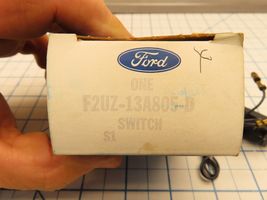 Ford
ONE
F2UZ-13A805-D
SWITCH
S1